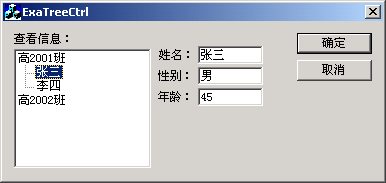 ExaTreeCtrl
查看信息：
高2001班
张三
李四
高2002班
姓名： 张三
性别： 男
年龄： 45
确定
取消